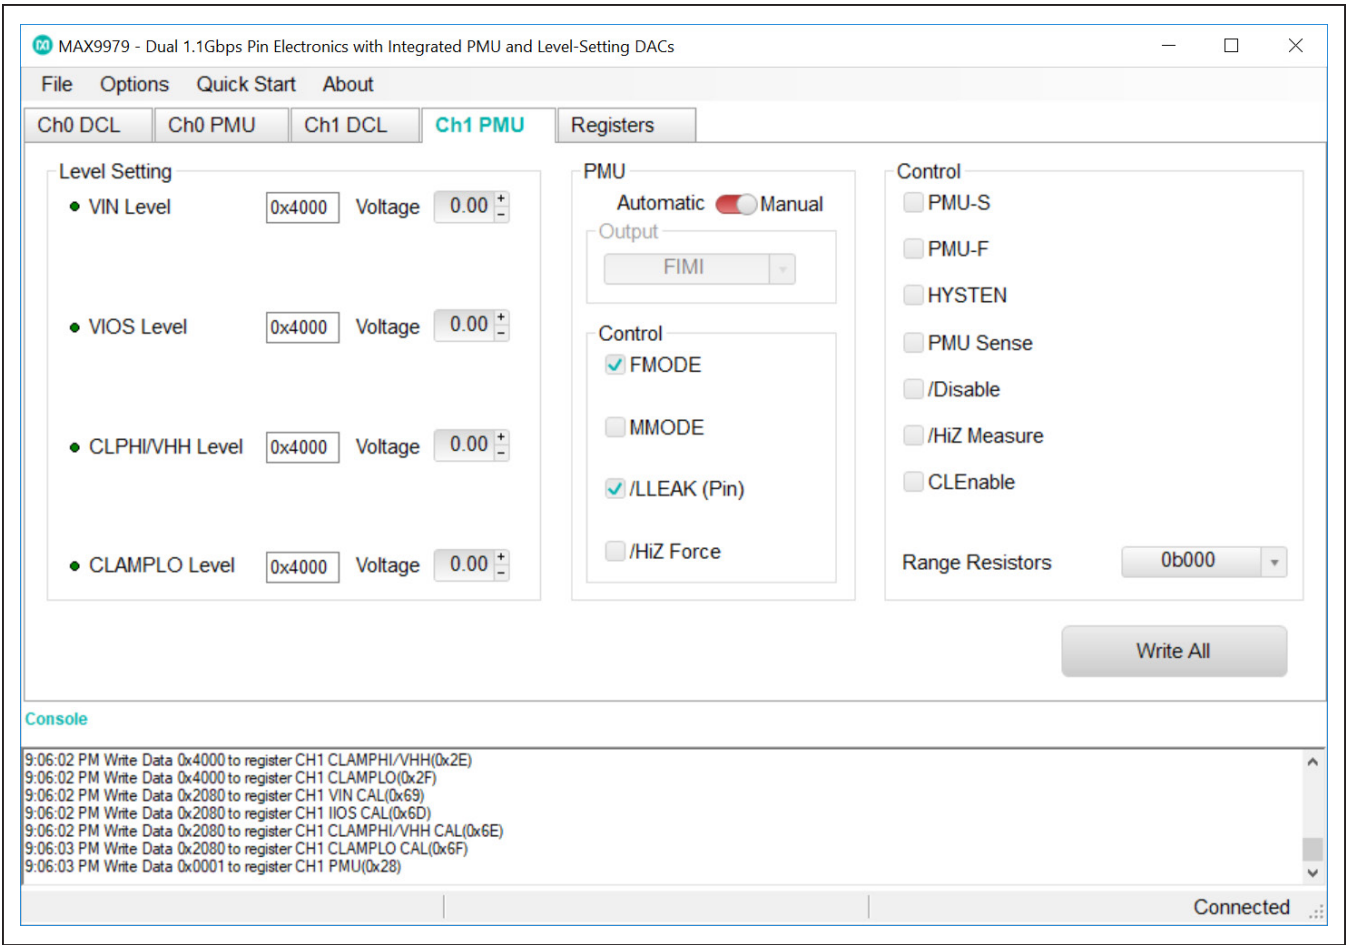 MAX9979 - Dual 1.1Gbps Pin Electronics with Integrated PMU and Level-Setting DACs
File Options Quick Start About
Ch0 DCL Ch0 PMU Ch1 DCL Ch1 PMU Registers
Level Setting
VIN Level 0x4000 Voltage 0.00
VIOS Level 0x4000 Voltage 0.00
CLPHI/VHH Level 0x4000 Voltage 0.00
CLAMPLO Level 0x4000 Voltage 0.00
PMU
Automatic Manual
Output
FIMI
Control
FMODE
MMODE
/LLEAK (Pin)
/HiZ Force
Control
PMU-S
PMU-F
HYSTEN
PMU Sense
/Disable
/HiZ Measure
CLEnable
Range Resistors 0b000
Write All
Console
9:06:02 PM Write Data 0x4000 to register CH1 CLAMPHI/VHH(0x2E)
9:06:02 PM Write Data 0x4000 to register CH1 CLAMPLO(0x2F)
9:06:02 PM Write Data 0x2080 to register CH1 VIN CAL(0x69)
9:06:02 PM Write Data 0x2080 to register CH1 IIOS CAL(0x6D)
9:06:02 PM Write Data 0x2080 to register CH1 CLAMPHI/VHH CAL(0x6E)
9:06:03 PM Write Data 0x2080 to register CH1 CLAMPLO CAL(0x6F)
9:06:03 PM Write Data 0x0001 to register CH1 PMU(0x28)
Connected